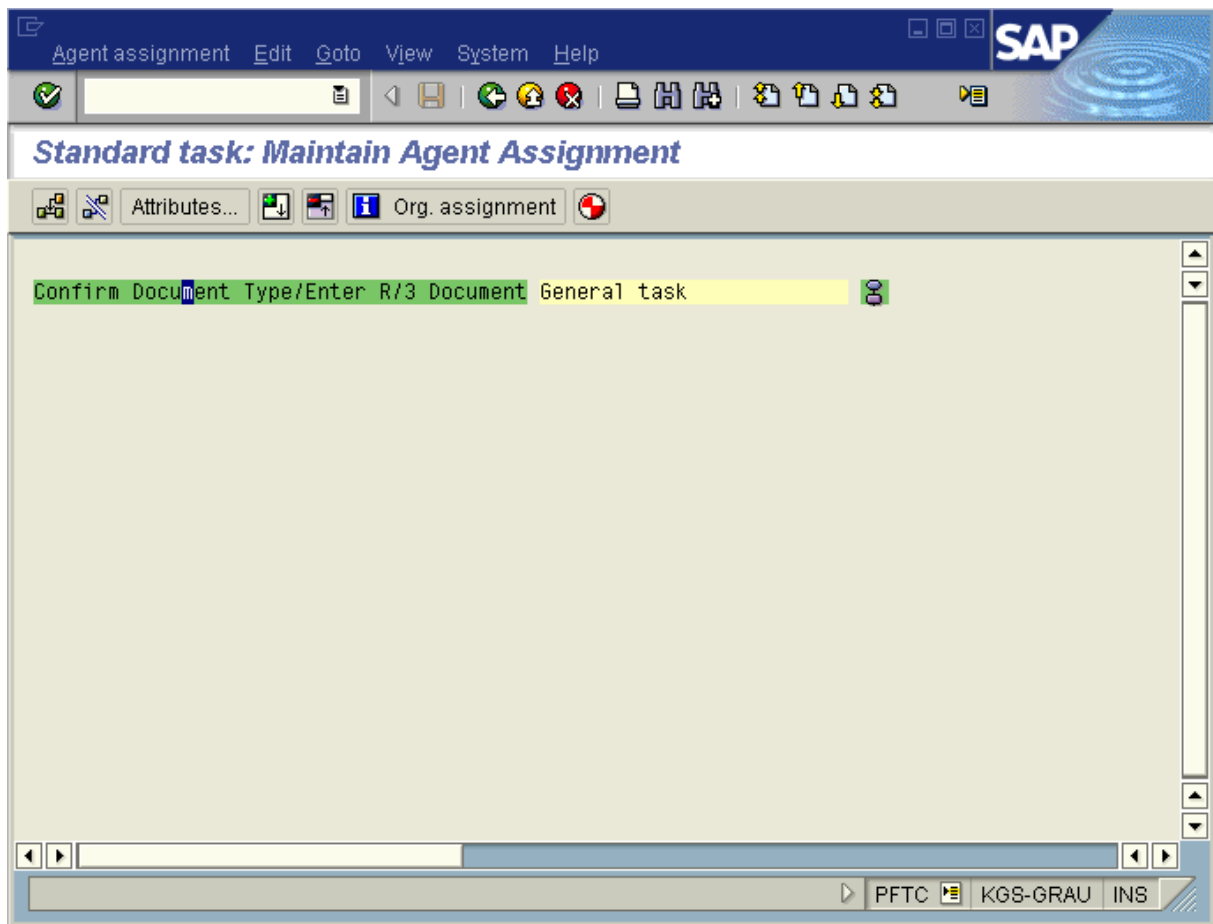 Agent assignment Edit Goto View System Help
SAP
Standard task: Maintain Agent Assignment
Attributes... Org. assignment
Confirm Document Type/Enter R/3 Document General task
PFTC KGS-GRAU INS